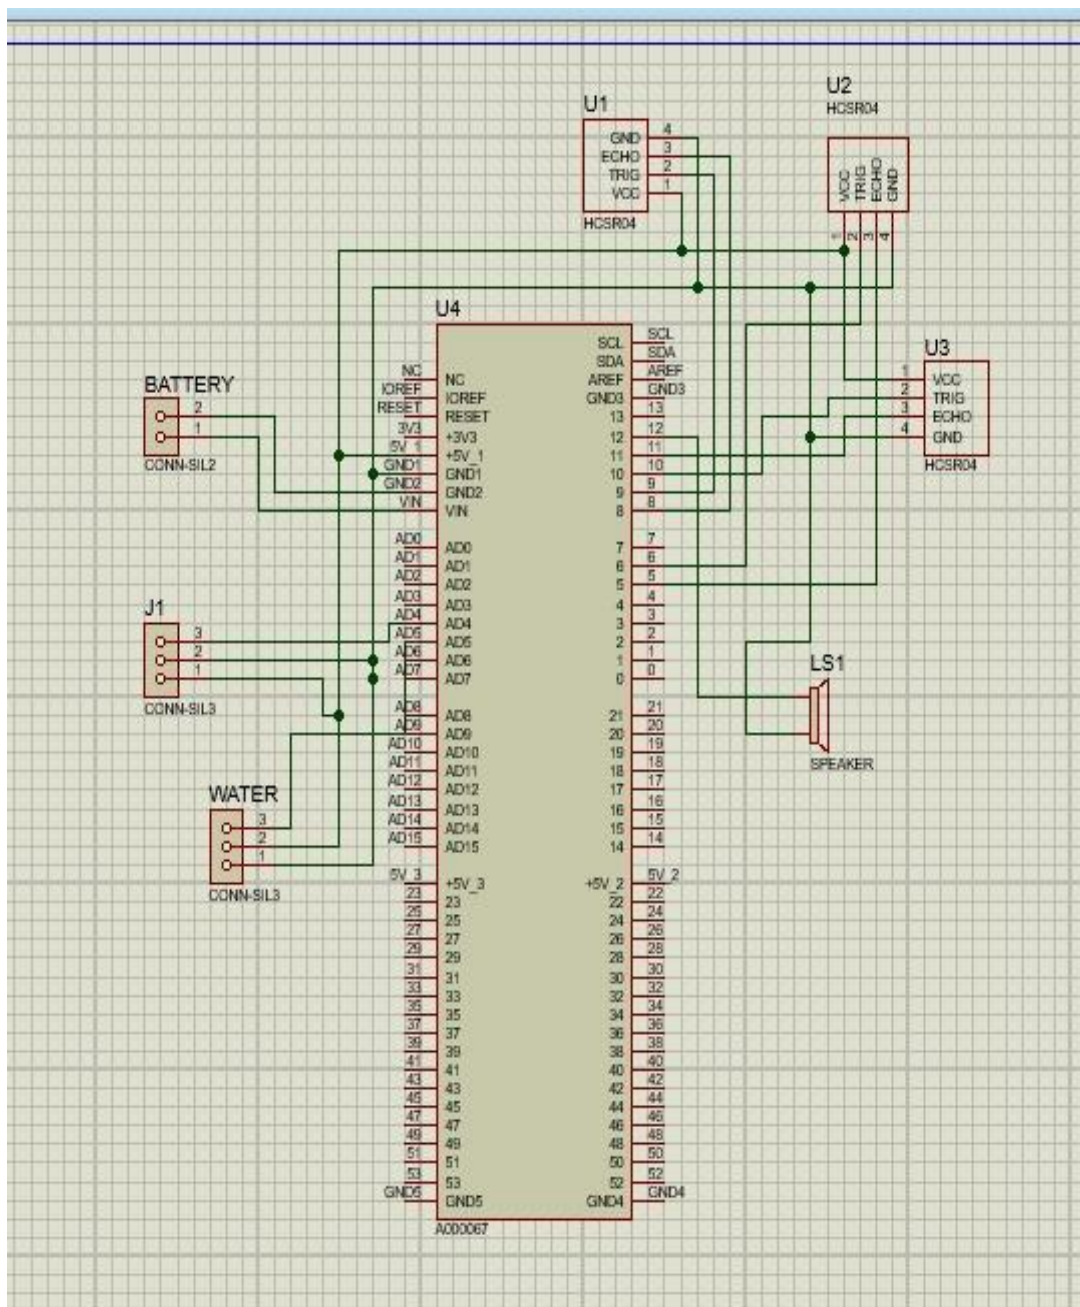 U1
GND 4
ECHO 3
TRIG 2
VCC 1
HCSR04
U2
HCSR04
VCC
TRIG
ECHO
GND
1
2
3
4
U3
1 VCC
2 TRIG
3 ECHO
4 GND
HCSR04
BATTERY
2
1
CONN-SIL2
J1
3
2
1
CONN-SIL3
WATER
3
2
1
CONN-SIL3
LS1
SPEAKER
U4
NC NC
IOREF IOREF
RESET RESET
3V3 +3V3
5V_1 +5V_1
GND1 GND1
GND2 GND2
VIN VIN
AD0 AD0
AD1 AD1
AD2 AD2
AD3 AD3
AD4 AD4
AD5 AD5
AD6 AD6
AD7 AD7
AD8 AD8
AD9 AD9
AD10 AD10
AD11 AD11
AD12 AD12
AD13 AD13
AD14 AD14
AD15 AD15
5V_3 +5V_3
23 23
25 25
27 27
29 29
31 31
33 33
35 35
37 37
39 39
41 41
43 43
45 45
47 47
49 49
51 51
53 53
GND5 GND5
SCL SCL
SDA SDA
AREF AREF
GND3 GND3
13 13
12 12
11 11
10 10
9 9
8 8
7 7
6 6
5 5
4 4
3 3
2 2
1 1
0 0
21 21
20 20
19 19
18 18
17 17
16 16
15 15
14 14
+5V_2 5V_2
22 22
24 24
26 26
28 28
30 30
32 32
34 34
36 36
38 38
40 40
42 42
44 44
46 46
48 48
50 50
52 52
GND4 GND4
A000067